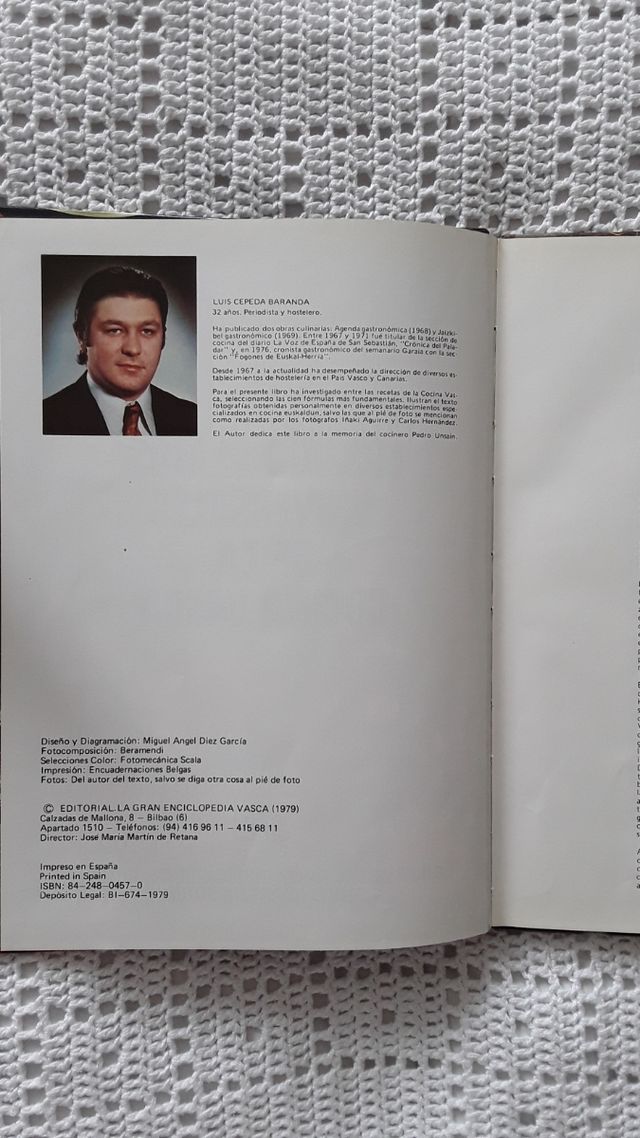 LUIS CEPEDA BARANDA
32 años. Periodista y hostelero.
Ha publicado dos obras culinarias: Agenda gastronómica (1968) y Jaizki-
bel gastronómico (1969). Entre 1967 y 1971 fué titular de la sección de
cocina del diario La Voz de España de San Sebastián, "Crónica del Pala-
dar" y, en 1976, cronista gastronómico del semanario Garaia con la sec-
ción "Fogones de Euskal-Herria".
Desde 1967 a la actualidad ha desempeñado la dirección de diversos es-
tablecimientos de hostelería en el País Vasco y Canarias.
Para el presente libro ha investigado entre las recetas de la Cocina Vas-
ca, seleccionando las cien fórmulas más fundamentales. Ilustran el texto
fotografías obtenidas personalmente en diversos establecimientos espe-
cializados en cocina euskaldun, salvo las que al pié de foto se mencionan
como realizadas por los fotógrafos Iñaki Aguirre y Carlos Hernández.
El Autor dedica este libro a la memoria del cocinero Pedro Unsain.
Diseño y Diagramación: Miguel Angel Diez García
Fotocomposición: Beramendi
Selecciones Color: Fotomecánica Scala
Impresión: Encuadernaciones Belgas
Fotos: Del autor del texto, salvo se diga otra cosa al pié de foto
© EDITORIAL LA GRAN ENCICLOPEDIA VASCA (1979)
Calzadas de Mallona, 8 – Bilbao (6)
Apartado 1510 – Teléfonos: (94) 416 96 11 – 415 68 11
Director: José María Martín de Retana
Impreso en España
Printed in Spain
ISBN: 84–248–0457–0
Depósito Legal: BI–674–1979